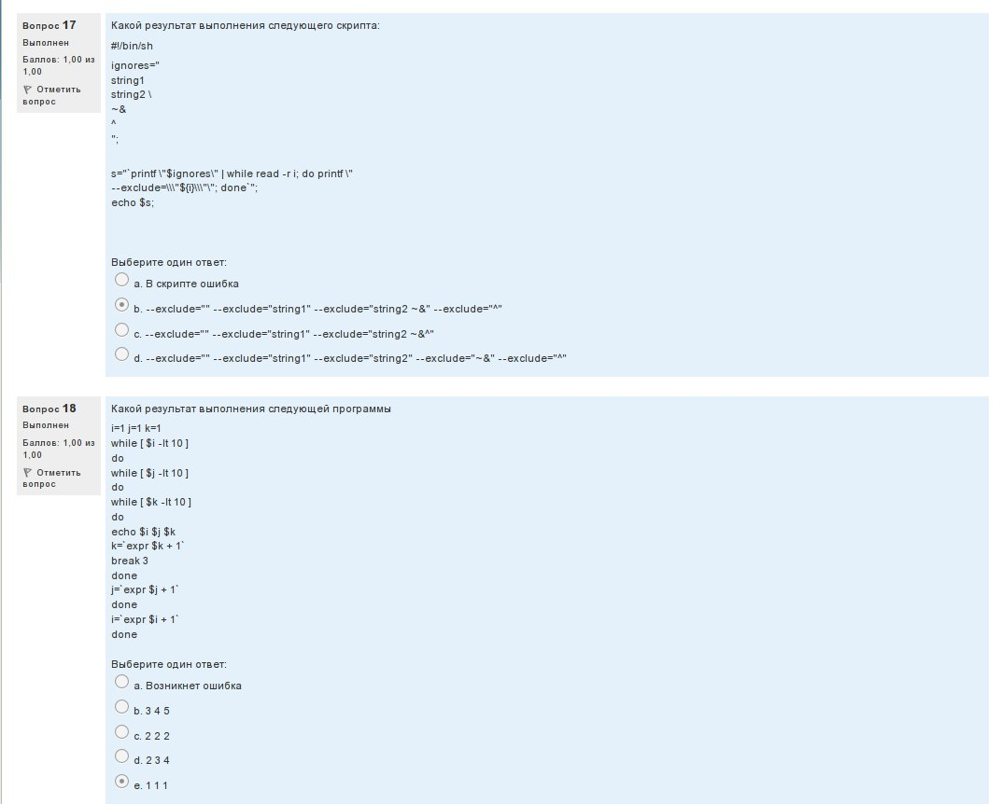 Вопрос 17
Выполнен
Баллов: 1,00 из
1,00
Отметить
вопрос
Какой результат выполнения следующего скрипта:
#!/bin/sh
ignores="
string1
string2 \
~&
^
";
s="`printf \"$ignores\" | while read -r i; do printf \"
--exclude=\\\"${i}\\\"\"; done`";
echo $s;
Выберите один ответ:
a. В скрипте ошибка
b. --exclude="" --exclude="string1" --exclude="string2 ~&" --exclude="^"
c. --exclude="" --exclude="string1" --exclude="string2 ~&^"
d. --exclude="" --exclude="string1" --exclude="string2" --exclude="~&" --exclude="^"
Вопрос 18
Выполнен
Баллов: 1,00 из
1,00
Отметить
вопрос
Какой результат выполнения следующей программы
i=1 j=1 k=1
while [ $i -lt 10 ]
do
while [ $j -lt 10 ]
do
while [ $k -lt 10 ]
do
echo $i $j $k
k=`expr $k + 1`
break 3
done
j=`expr $j + 1`
done
i=`expr $i + 1`
done
Выберите один ответ:
a. Возникнет ошибка
b. 3 4 5
c. 2 2 2
d. 2 3 4
e. 1 1 1